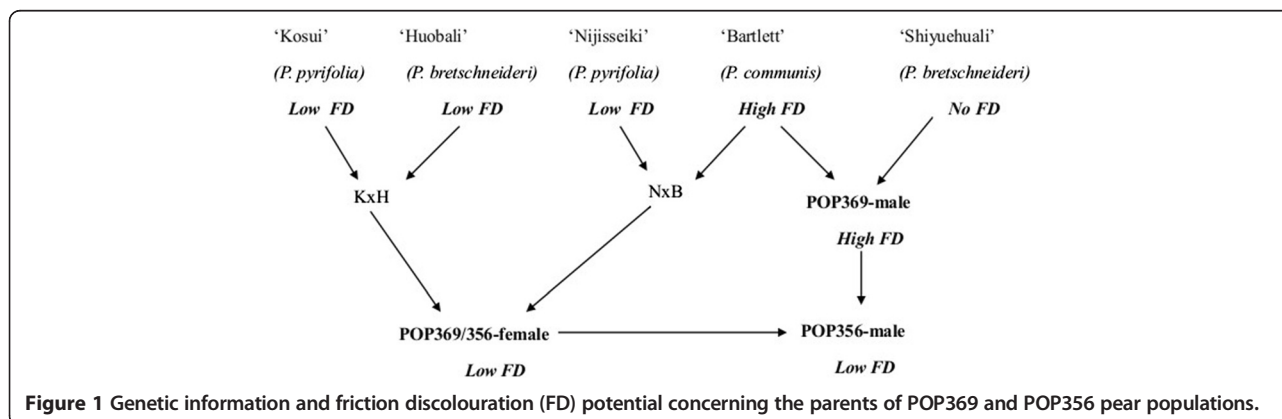 ‘Kosui’ ‘Huobali’ ‘Nijisseiki’ ‘Bartlett’ ‘Shiyuehuali’
(P. pyrifolia) (P. bretschneideri) (P. pyrifolia) (P. communis) (P. bretschneideri)
Low FD Low FD Low FD High FD No FD
KxH NxB POP369-male
High FD
POP369/356-female POP356-male
Low FD Low FD
Figure 1 Genetic information and friction discolouration (FD) potential concerning the parents of POP369 and POP356 pear populations.